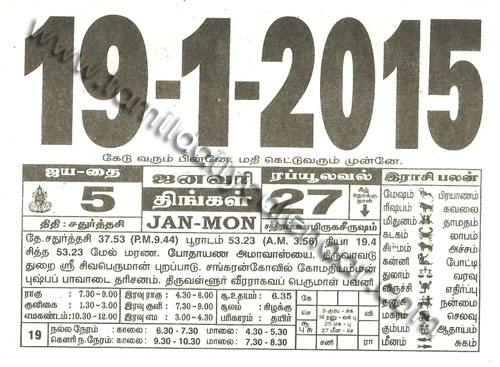 19-1-2015
கேடு வரும் பின்னே. மதி கெட்டுவரும் முன்னே.
ஜய-தை ஜனவரி ரப்யூலவல் இராசி பலன்
5 திங்கள் 27 கீழ் நோக்கு நாள்
திதி : சதுர்த்தசி JAN-MON சந்திராஷ்டமம் - மிருகசீரிஷம்
மேஷம் பிரயாணம்
ரிஷபம் கவலை
மிதுனம் தாமதம்
கடகம் லாபம்
சிம்மம் அச்சம்
கன்னி போட்டி
துலாம் வரவு
விருச்சி எதிர்ப்பு
தனுசு நன்மை
மகரம் செலவு
கும்பம் ஆதாயம்
மீனம் சுகம்
தே. சதுர்த்தசி 37.53 (P.M.9.44) பூராடம் 53.23 (A.M. 3.56) தியா 19.4
சித்த 53.23 மேல் மரண. போதாயண அமாவாஸ்யை. திருவாவடு
துறை ஸ்ரீ சிவபெருமான் புறப்பாடு. சங்கரன்கோவில் கோமதியம்மன்
புஷ்பப் பாவாடை தரிசனம். திருவள்ளூர் வீரராகவப் பெருமாள் பவனி
ராகு : 7.30 - 9.00 இரவு ராகு : 4.30 - 6.00 சூ.உதயம் : 6.35
குளிகை : 1.30 - 3.00 இரவு குளி : 7.30 - 9.00 சூலம் : கிழக்கு
எமகண்டம்:10.30 - 12.00 இரவு எம : 1.30 - 3.00 பரிகாரம் : தயிர்
19 நல்ல நேரம் : காலை: 6.30 - 7.30 மாலை: 4.30 - 5.30
கௌரி ந.நேரம்: காலை: 9.30 - 10.30 மாலை: 7.30 - 8.30
கே
செ
சூ பு சு
வி
சனி ரா